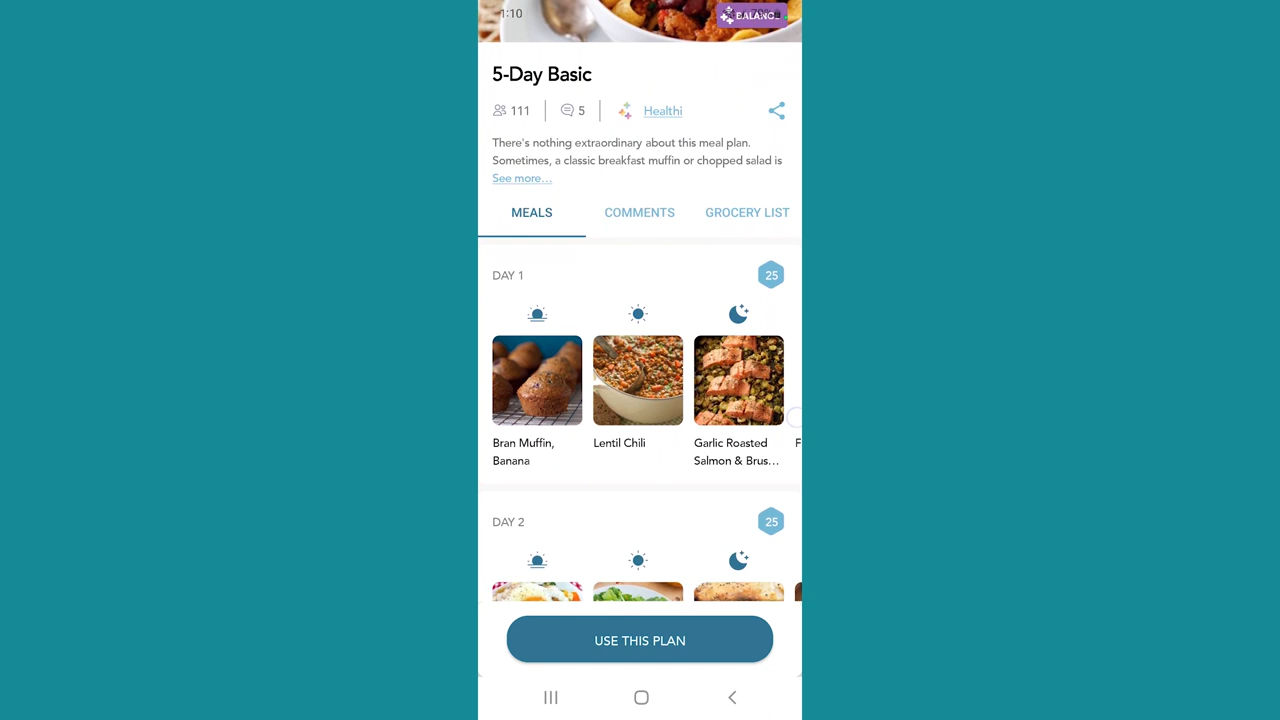 1:10
5-Day Basic
111
5
Healthi
There's nothing extraordinary about this meal plan.
Sometimes, a classic breakfast muffin or chopped salad is
See more...
MEALS
COMMENTS
GROCERY LIST
DAY 1
25
Bran Muffin,
Banana
Lentil Chili
Garlic Roasted
Salmon & Brus...
F
DAY 2
25
USE THIS PLAN